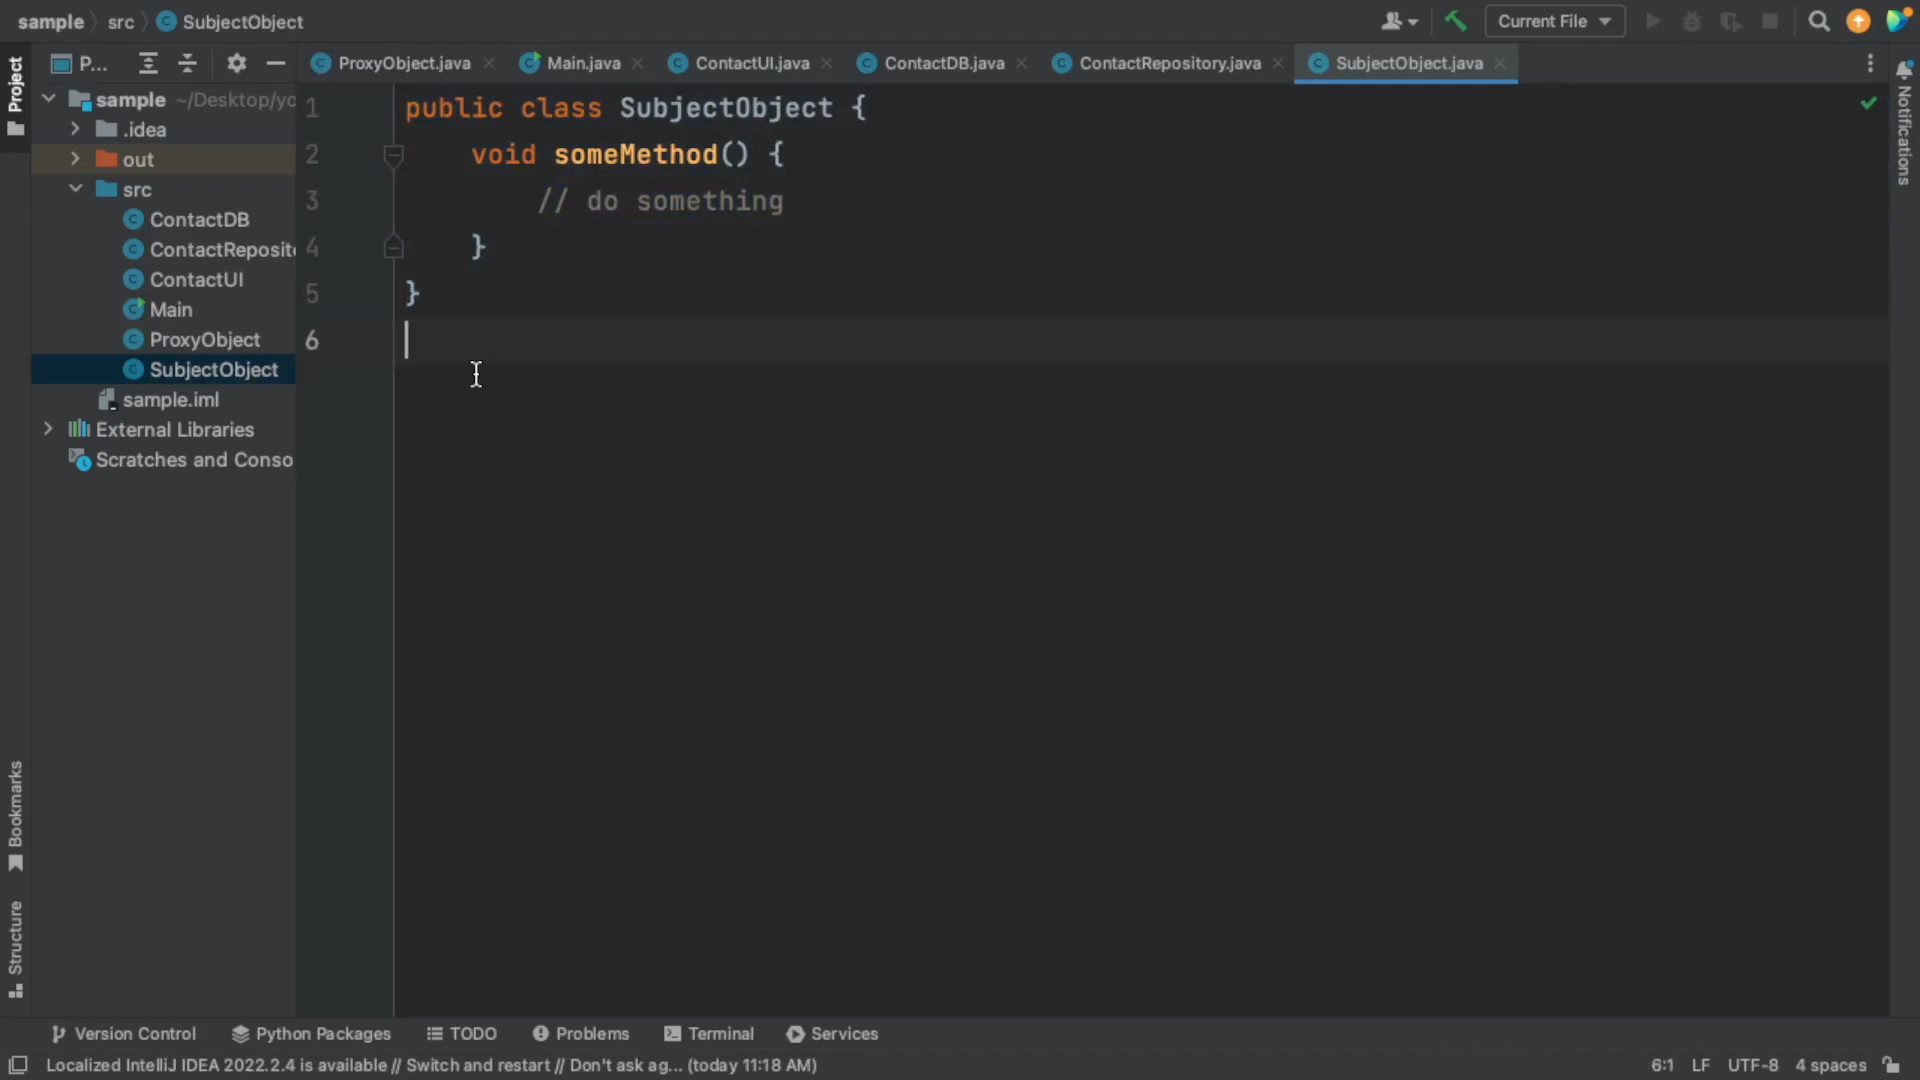 sample src SubjectObject
Current File
Project
P...
ProxyObject.java
Main.java
ContactUI.java
ContactDB.java
ContactRepository.java
SubjectObject.java
Notifications
sample ~/Desktop/yo
.idea
out
src
ContactDB
ContactReposito
ContactUI
Main
ProxyObject
SubjectObject
sample.iml
External Libraries
Scratches and Conso
1 public class SubjectObject {
2 void someMethod() {
3 // do something
4 }
5 }
6
Bookmarks
Structure
Version Control
Python Packages
TODO
Problems
Terminal
Services
Localized IntelliJ IDEA 2022.2.4 is available // Switch and restart // Don't ask ag... (today 11:18 AM)
6:1 LF UTF-8 4 spaces